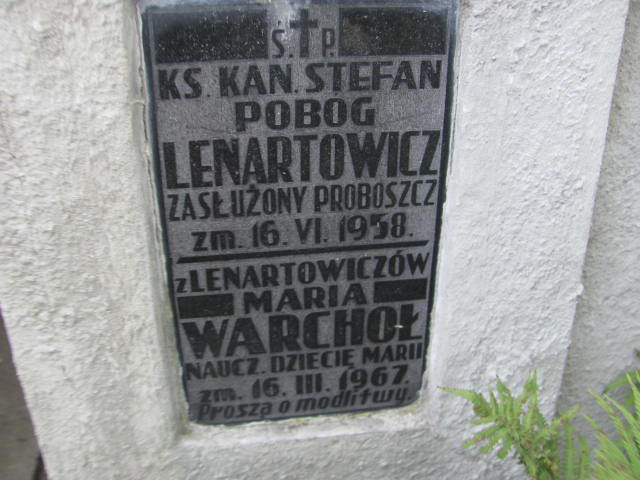 Ś. † P.
KS. KAN. STEFAN
POBÓG
LENARTOWICZ
ZASŁUŻONY PROBOSZCZ
zm. 16. VI. 1958.
z LENARTOWICZÓW
MARIA
WARCHOŁ
NAUCZ. DZIECIĘ MARII
zm. 16. III. 1967.
Proszą o modlitwy.